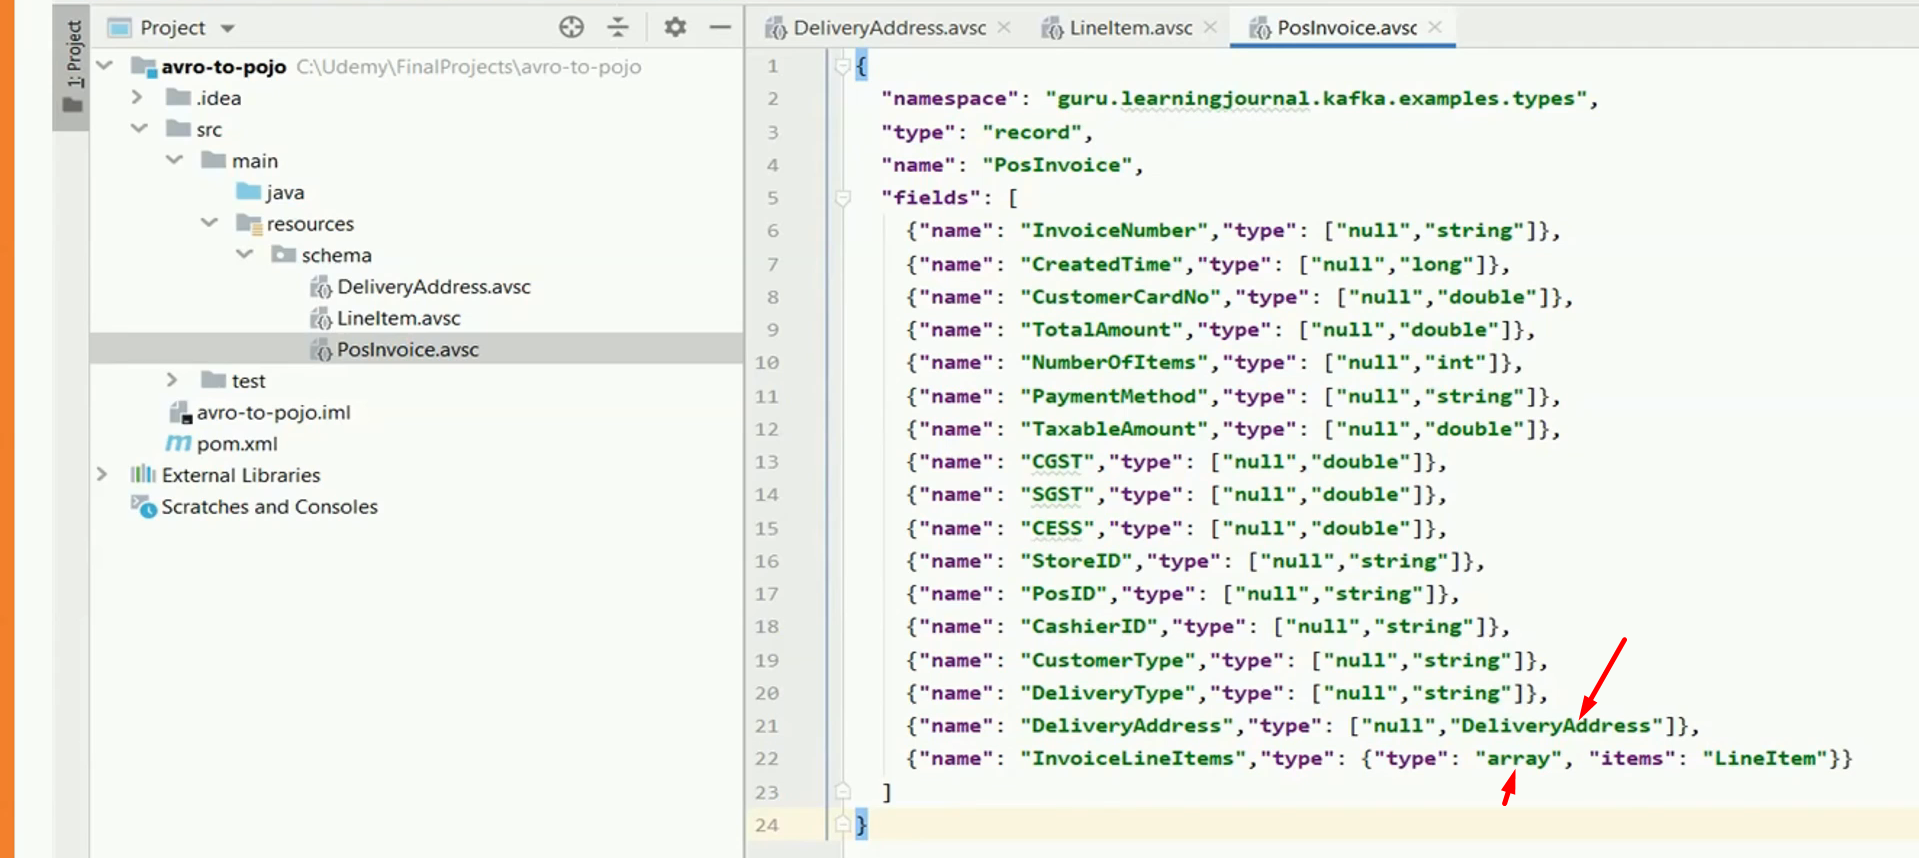 1: Project
Project
avro-to-pojo C:\Udemy\FinalProjects\avro-to-pojo
.idea
src
main
java
resources
schema
DeliveryAddress.avsc
LineItem.avsc
PosInvoice.avsc
test
avro-to-pojo.iml
pom.xml
External Libraries
Scratches and Consoles
DeliveryAddress.avsc LineItem.avsc PosInvoice.avsc
1 {
2 "namespace": "guru.learningjournal.kafka.examples.types",
3 "type": "record",
4 "name": "PosInvoice",
5 "fields": [
6 {"name": "InvoiceNumber","type": ["null","string"]},
7 {"name": "CreatedTime","type": ["null","long"]},
8 {"name": "CustomerCardNo","type": ["null","double"]},
9 {"name": "TotalAmount","type": ["null","double"]},
10 {"name": "NumberOfItems","type": ["null","int"]},
11 {"name": "PaymentMethod","type": ["null","string"]},
12 {"name": "TaxableAmount","type": ["null","double"]},
13 {"name": "CGST","type": ["null","double"]},
14 {"name": "SGST","type": ["null","double"]},
15 {"name": "CESS","type": ["null","double"]},
16 {"name": "StoreID","type": ["null","string"]},
17 {"name": "PosID","type": ["null","string"]},
18 {"name": "CashierID","type": ["null","string"]},
19 {"name": "CustomerType","type": ["null","string"]},
20 {"name": "DeliveryType","type": ["null","string"]},
21 {"name": "DeliveryAddress","type": ["null","DeliveryAddress"]},
22 {"name": "InvoiceLineItems","type": {"type": "array", "items": "LineItem"}}
23 ]
24 }